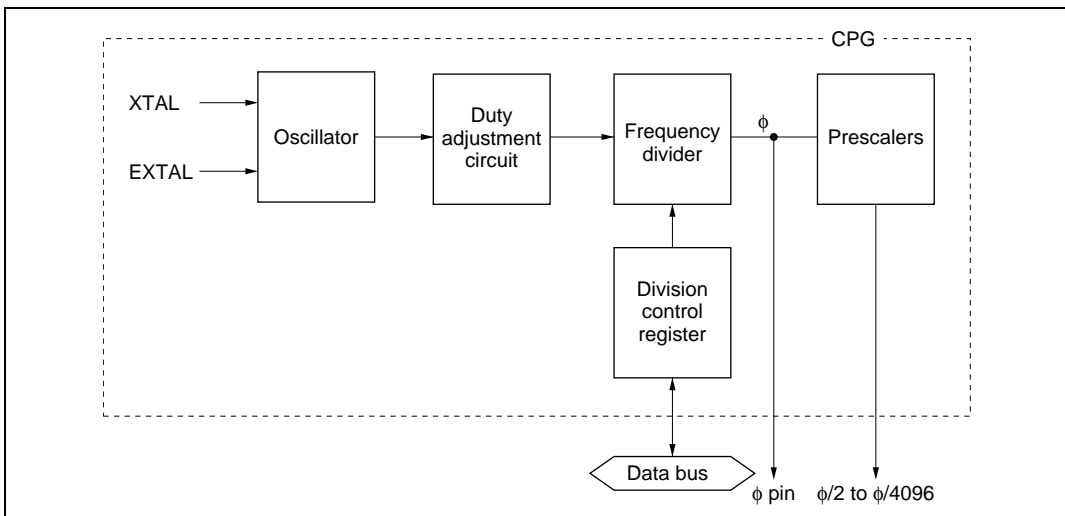 CPG
XTAL
EXTAL
Oscillator
Duty
adjustment
circuit
Frequency
divider
ϕ
Prescalers
Division
control
register
Data bus
ϕ pin
ϕ/2 to ϕ/4096